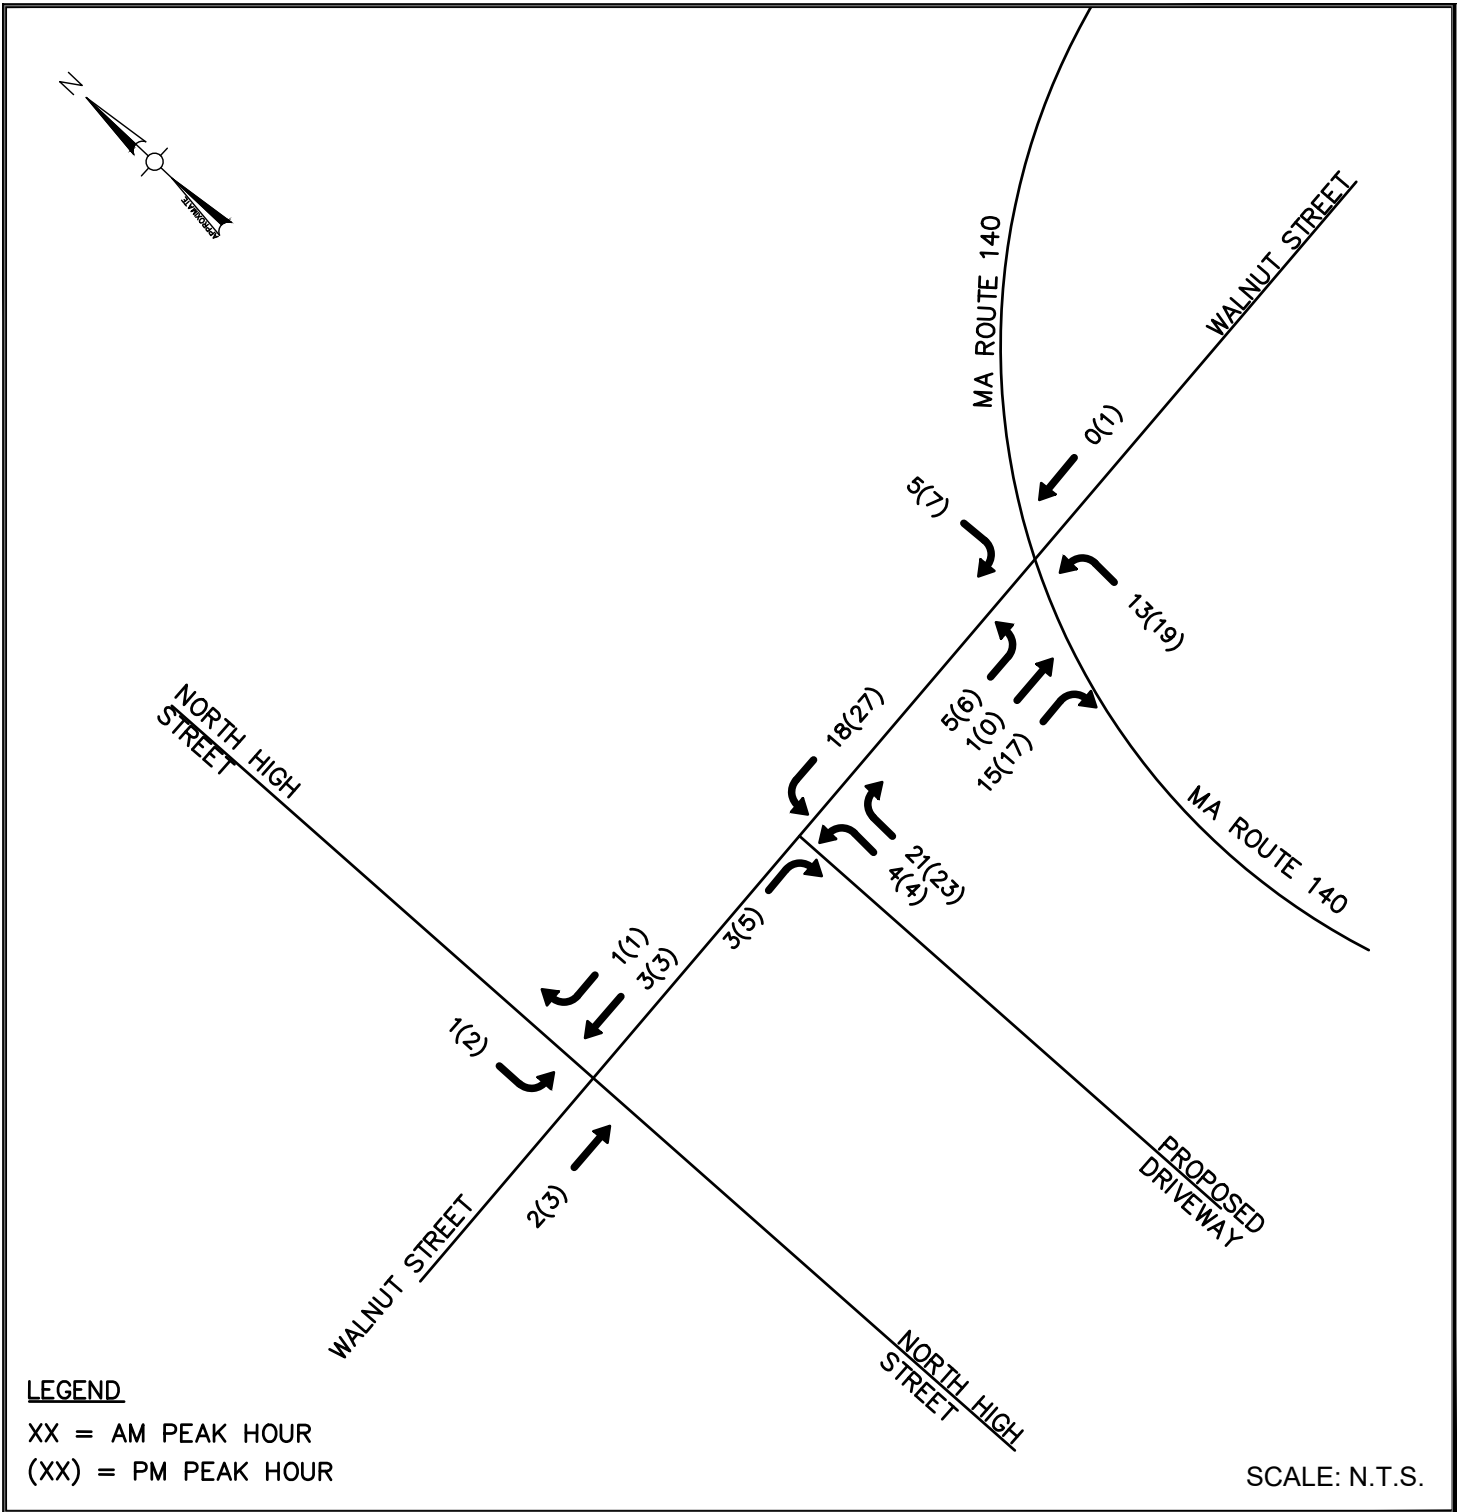 N
APPROXIMATE
MA ROUTE 140
WALNUT STREET
0(1)
5(7)
13(19)
5(6)
1(0)
15(17)
18(27)
NORTH HIGH
STREET
MA ROUTE 140
21(23)
4(4)
3(5)
1(1)
3(3)
1(2)
2(3)
PROPOSED
DRIVEWAY
WALNUT STREET
NORTH HIGH
STREET
LEGEND
XX = AM PEAK HOUR
(XX) = PM PEAK HOUR
SCALE: N.T.S.